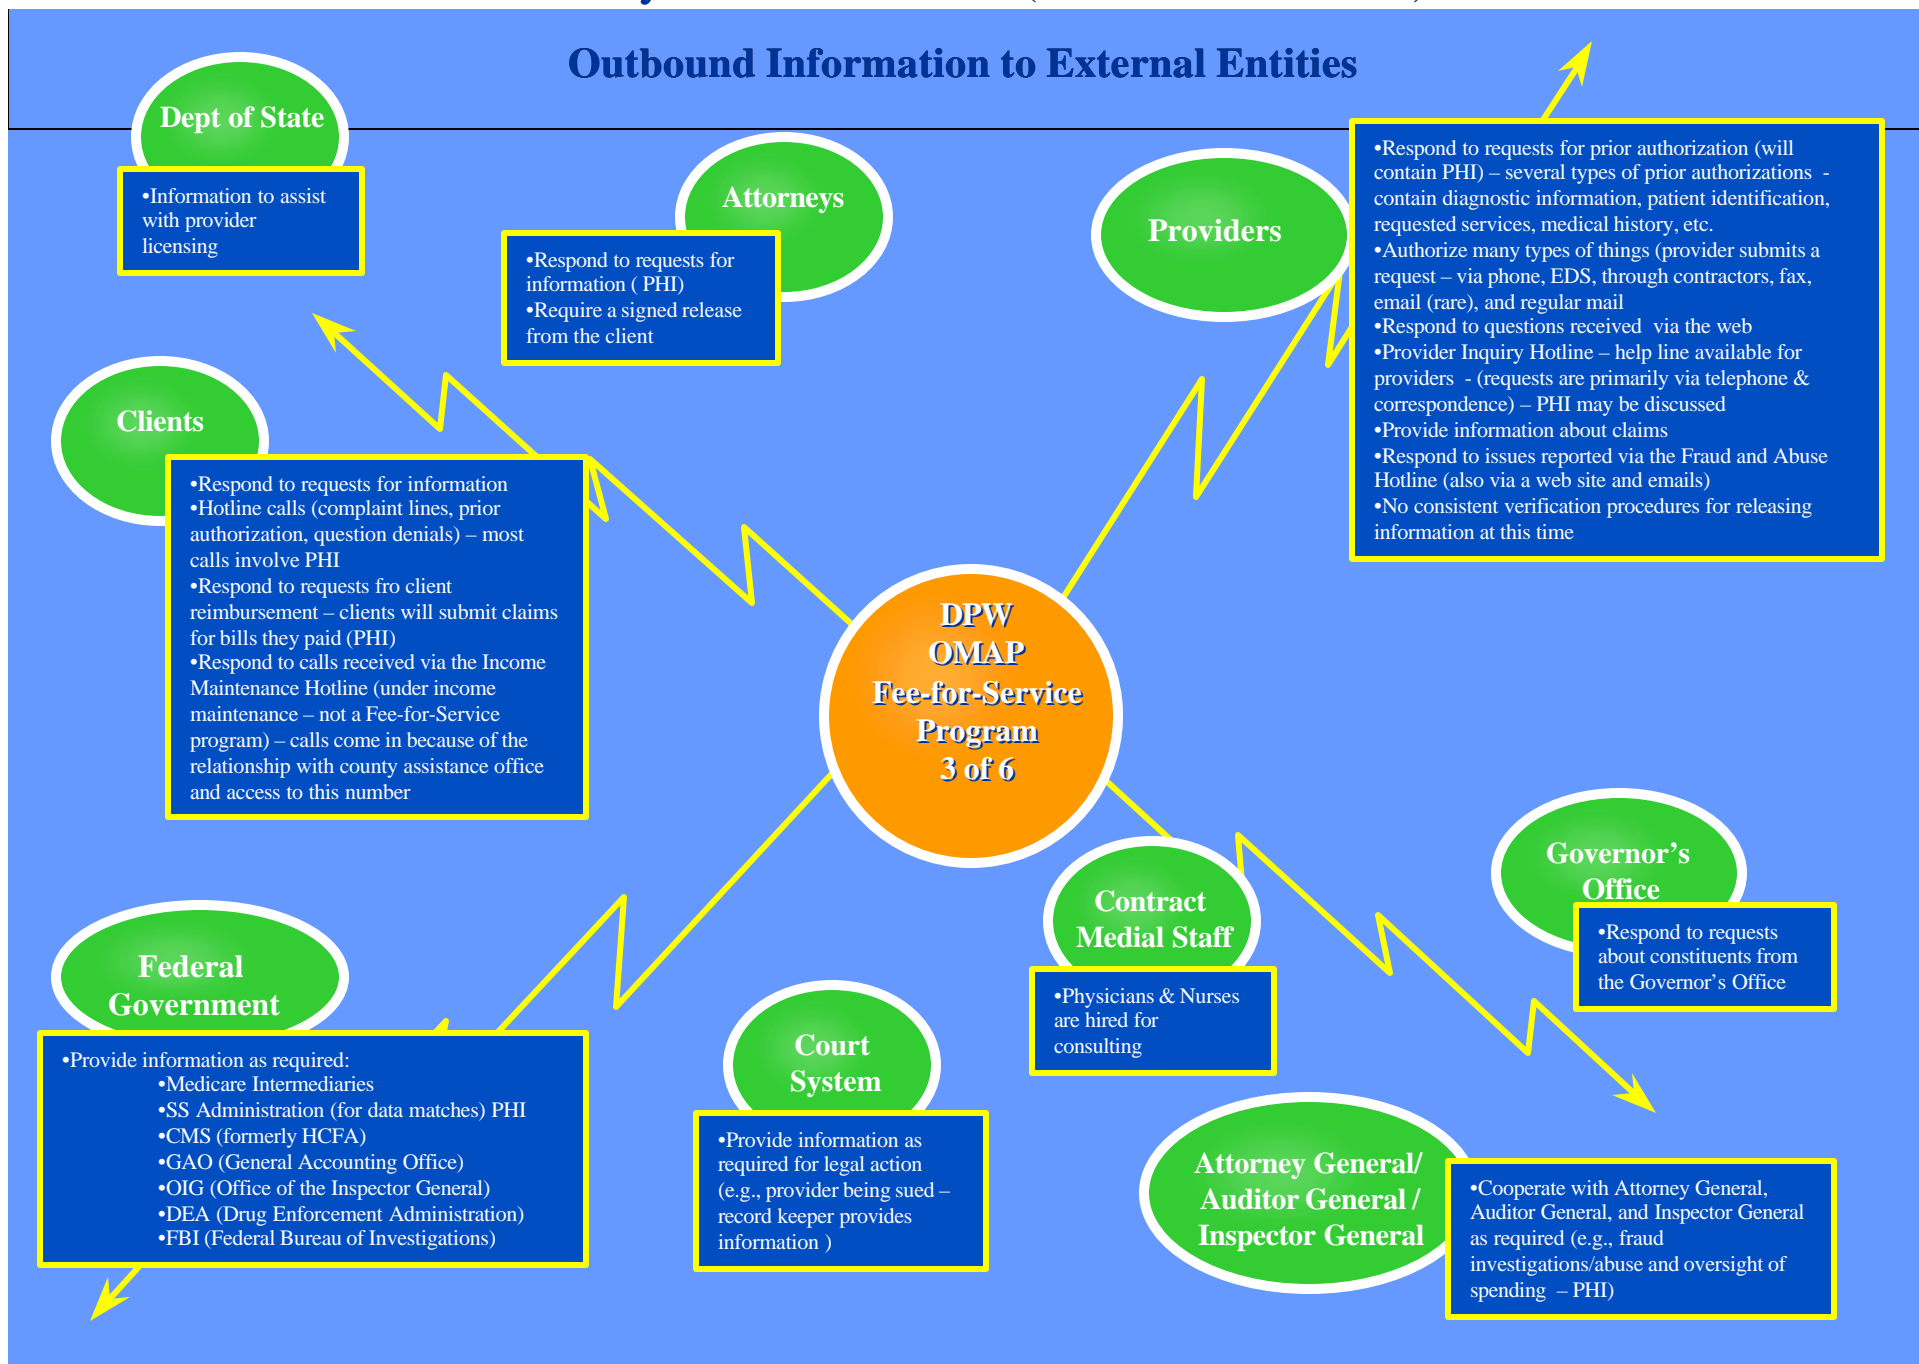 Outbound Information to External Entities
Dept of State
•Information to assist
with provider
licensing
Attorneys
•Respond to requests for
information ( PHI)
•Require a signed release
from the client
Providers
•Respond to requests for prior authorization (will
contain PHI) – several types of prior authorizations -
contain diagnostic information, patient identification,
requested services, medical history, etc.
•Authorize many types of things (provider submits a
request – via phone, EDS, through contractors, fax,
email (rare), and regular mail
•Respond to questions received via the web
•Provider Inquiry Hotline – help line available for
providers - (requests are primarily via telephone &
correspondence) – PHI may be discussed
•Provide information about claims
•Respond to issues reported via the Fraud and Abuse
Hotline (also via a web site and emails)
•No consistent verification procedures for releasing
information at this time
Clients
•Respond to requests for information
•Hotline calls (complaint lines, prior
authorization, question denials) – most
calls involve PHI
•Respond to requests fro client
reimbursement – clients will submit claims
for bills they paid (PHI)
•Respond to calls received via the Income
Maintenance Hotline (under income
maintenance – not a Fee-for-Service
program) – calls come in because of the
relationship with county assistance office
and access to this number
DPW
OMAP
Fee-for-Service
Program
3 of 6
Governor’s
Office
•Respond to requests
about constituents from
the Governor’s Office
Contract
Medial Staff
•Physicians & Nurses
are hired for
consulting
Federal
Government
•Provide information as required:
•Medicare Intermediaries
•SS Administration (for data matches) PHI
•CMS (formerly HCFA)
•GAO (General Accounting Office)
•OIG (Office of the Inspector General)
•DEA (Drug Enforcement Administration)
•FBI (Federal Bureau of Investigations)
Court
System
•Provide information as
required for legal action
(e.g., provider being sued –
record keeper provides
information )
Attorney General/
Auditor General /
Inspector General
•Cooperate with Attorney General,
Auditor General, and Inspector General
as required (e.g., fraud
investigations/abuse and oversight of
spending – PHI)